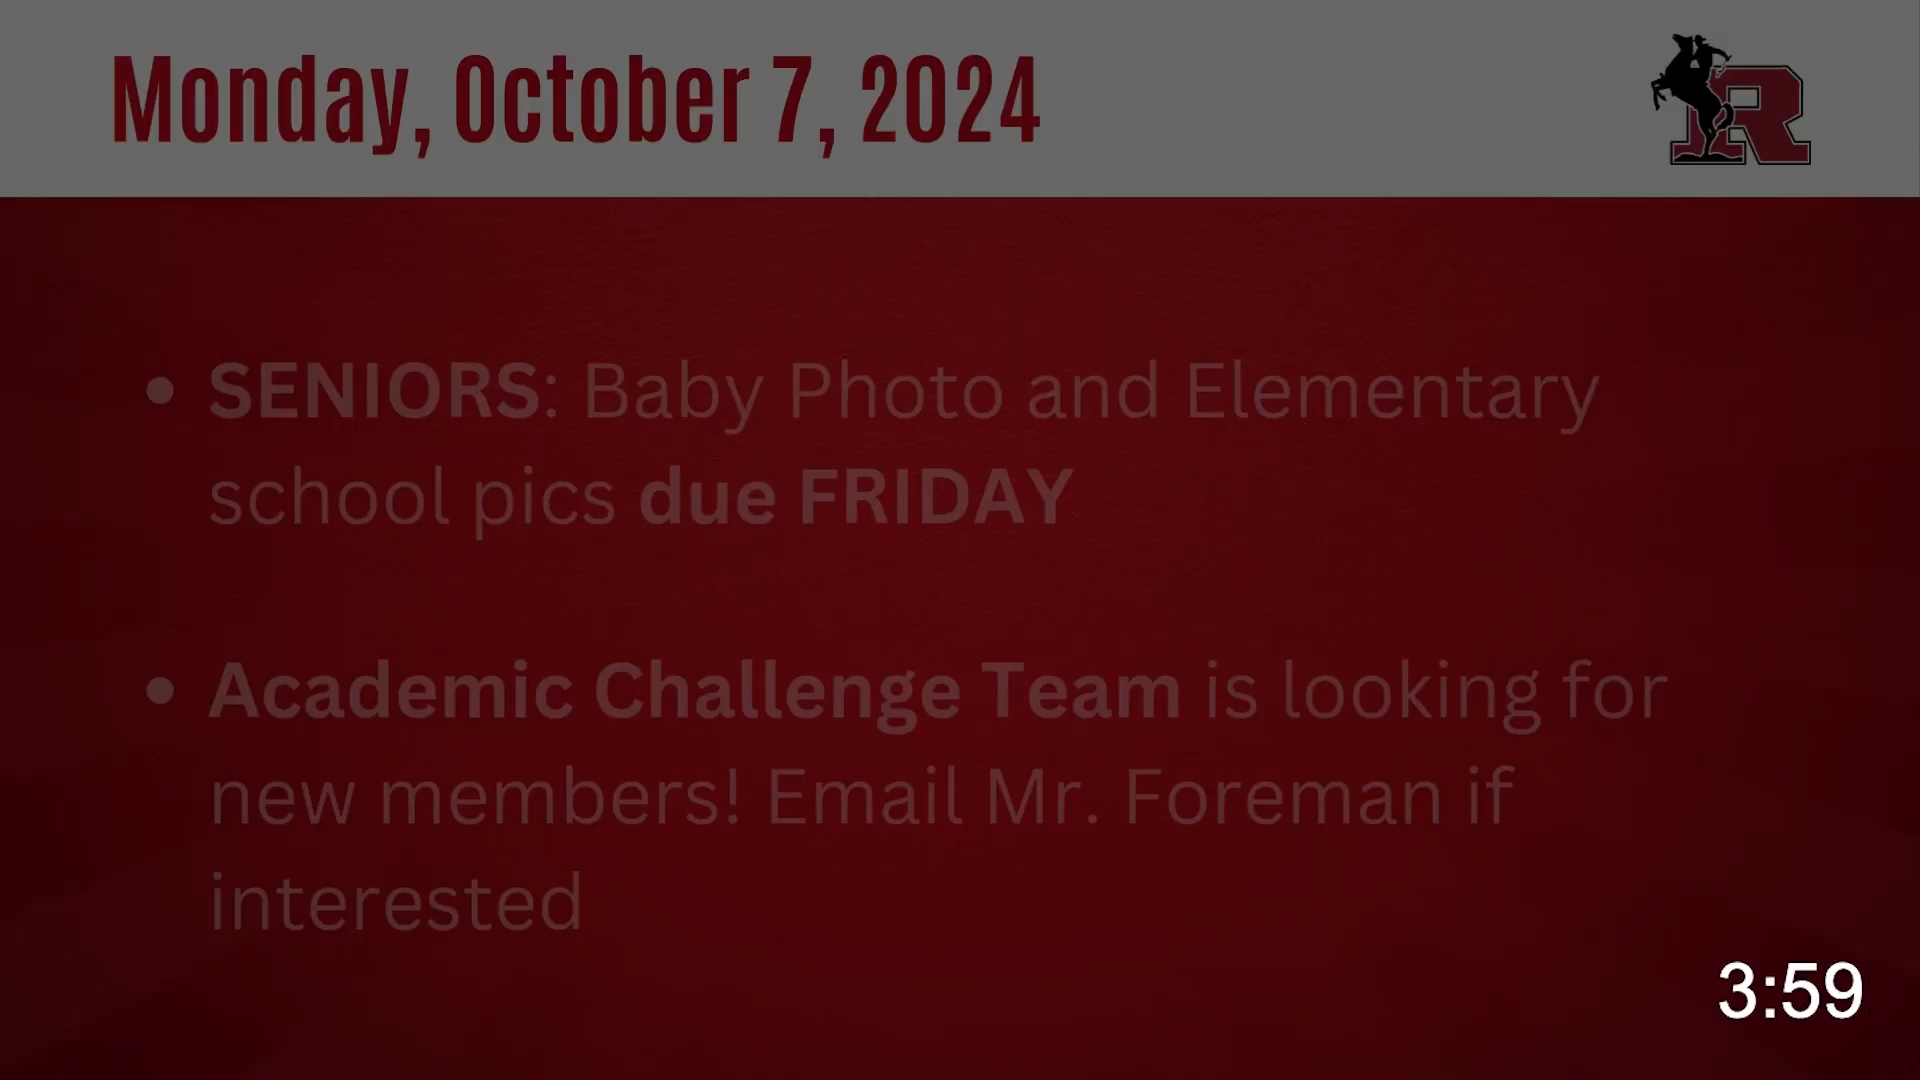 Monday, October 7, 2024
R
• SENIORS: Baby Photo and Elementary
school pics due FRIDAY
• Academic Challenge Team is looking for
new members! Email Mr. Foreman if
interested
3:59